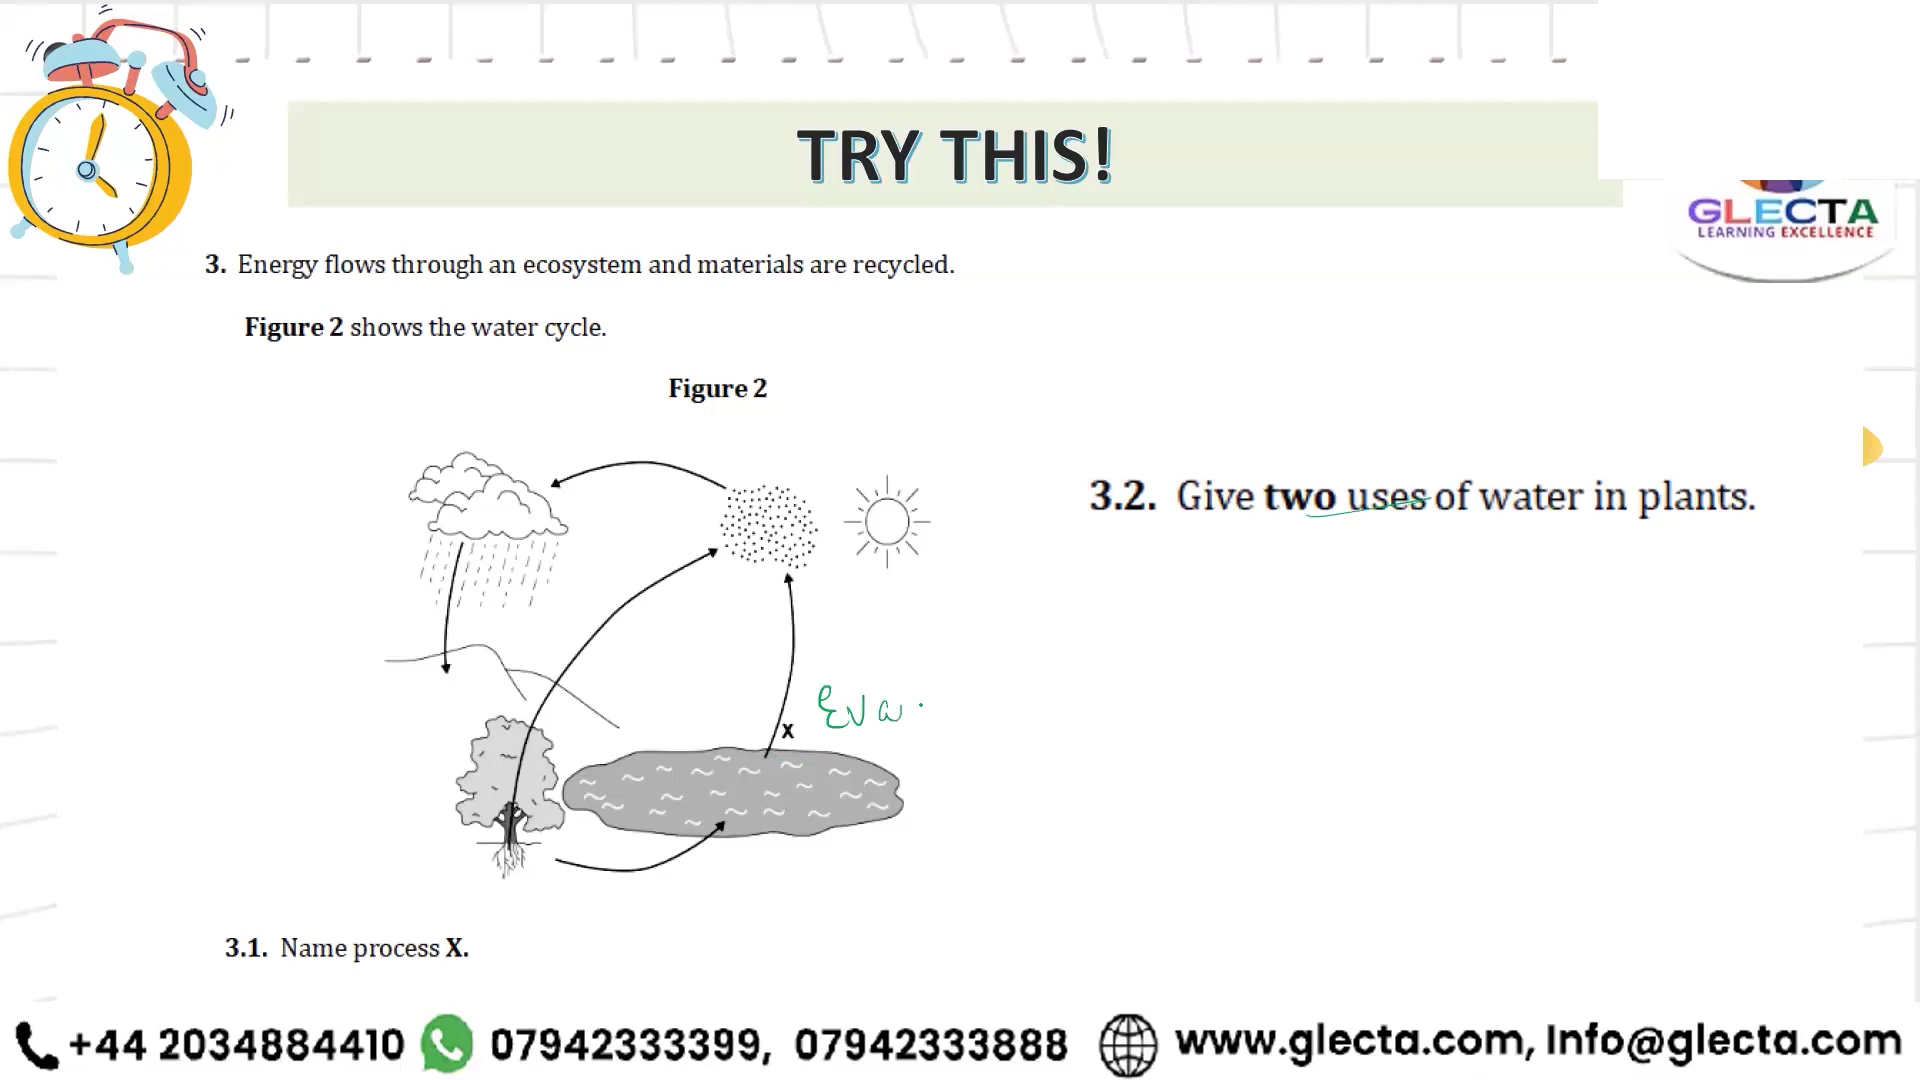 TRY THIS!
GLECTA
LEARNING EXCELLENCE
3. Energy flows through an ecosystem and materials are recycled.
Figure 2 shows the water cycle.
Figure 2
3.2. Give two uses of water in plants.
Eva.
X
3.1. Name process X.
+44 2034884410 07942333399, 07942333888 www.glecta.com, Info@glecta.com